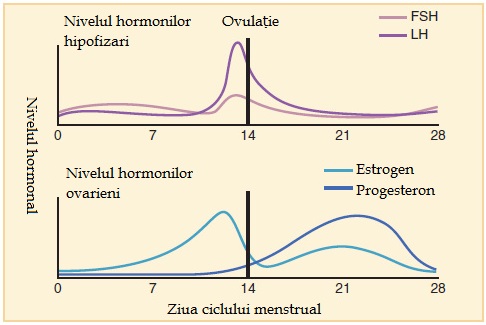 Nivelul hormonilor
hipofizari
Ovulație
FSH
LH
0 7 14 21 28
Nivelul hormonal
Nivelul hormonilor
ovarieni
Estrogen
Progesteron
0 7 14 21 28
Ziua ciclului menstrual